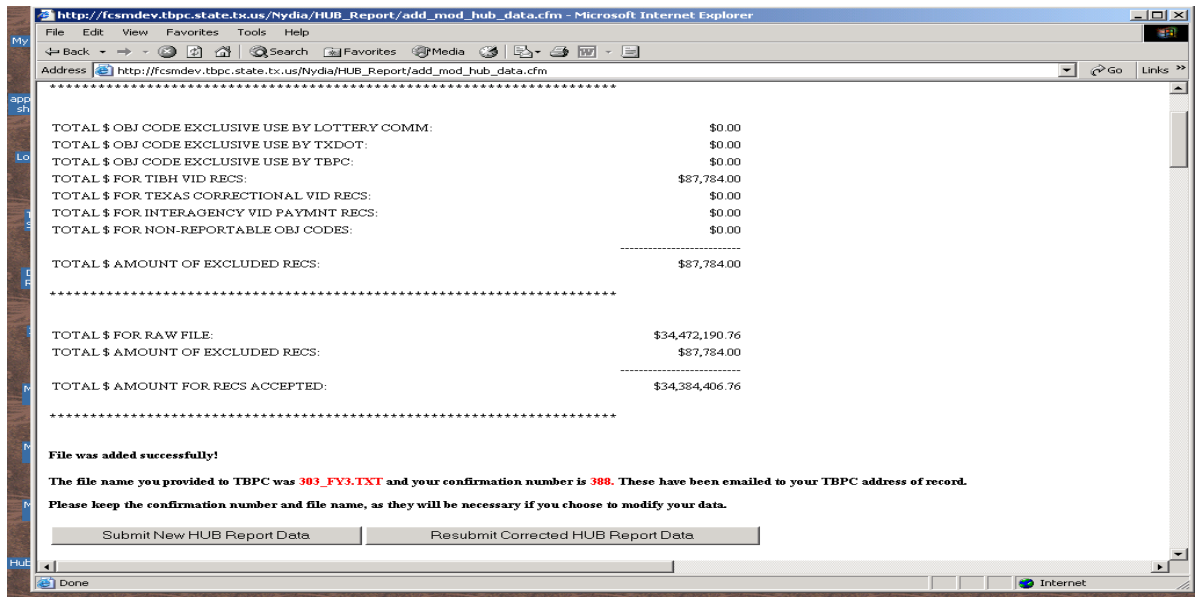 http://fcsmdev.tbpc.state.tx.us/Nydia/HUB_Report/add_mod_hub_data.cfm - Microsoft Internet Explorer
File Edit View Favorites Tools Help
Back Search Favorites Media
Address http://fcsmdev.tbpc.state.tx.us/Nydia/HUB_Report/add_mod_hub_data.cfm Go Links »
**********************************************************************
TOTAL $ OBJ CODE EXCLUSIVE USE BY LOTTERY COMM: $0.00
TOTAL $ OBJ CODE EXCLUSIVE USE BY TXDOT: $0.00
TOTAL $ OBJ CODE EXCLUSIVE USE BY TBPC: $0.00
TOTAL $ FOR TIBH VID RECS: $87,784.00
TOTAL $ FOR TEXAS CORRECTIONAL VID RECS: $0.00
TOTAL $ FOR INTERAGENCY VID PAYMNT RECS: $0.00
TOTAL $ FOR NON-REPORTABLE OBJ CODES: $0.00
-------------------------
TOTAL $ AMOUNT OF EXCLUDED RECS: $87,784.00
**********************************************************************
TOTAL $ FOR RAW FILE: $34,472,190.76
TOTAL $ AMOUNT OF EXCLUDED RECS: $87,784.00
-------------------------
TOTAL $ AMOUNT FOR RECS ACCEPTED: $34,384,406.76
**********************************************************************
File was added successfully!
The file name you provided to TBPC was 303_FY3.TXT and your confirmation number is 388. These have been emailed to your TBPC address of record.
Please keep the confirmation number and file name, as they will be necessary if you choose to modify your data.
Submit New HUB Report Data Resubmit Corrected HUB Report Data
Done Internet
My
app
sh
Lo
Hub